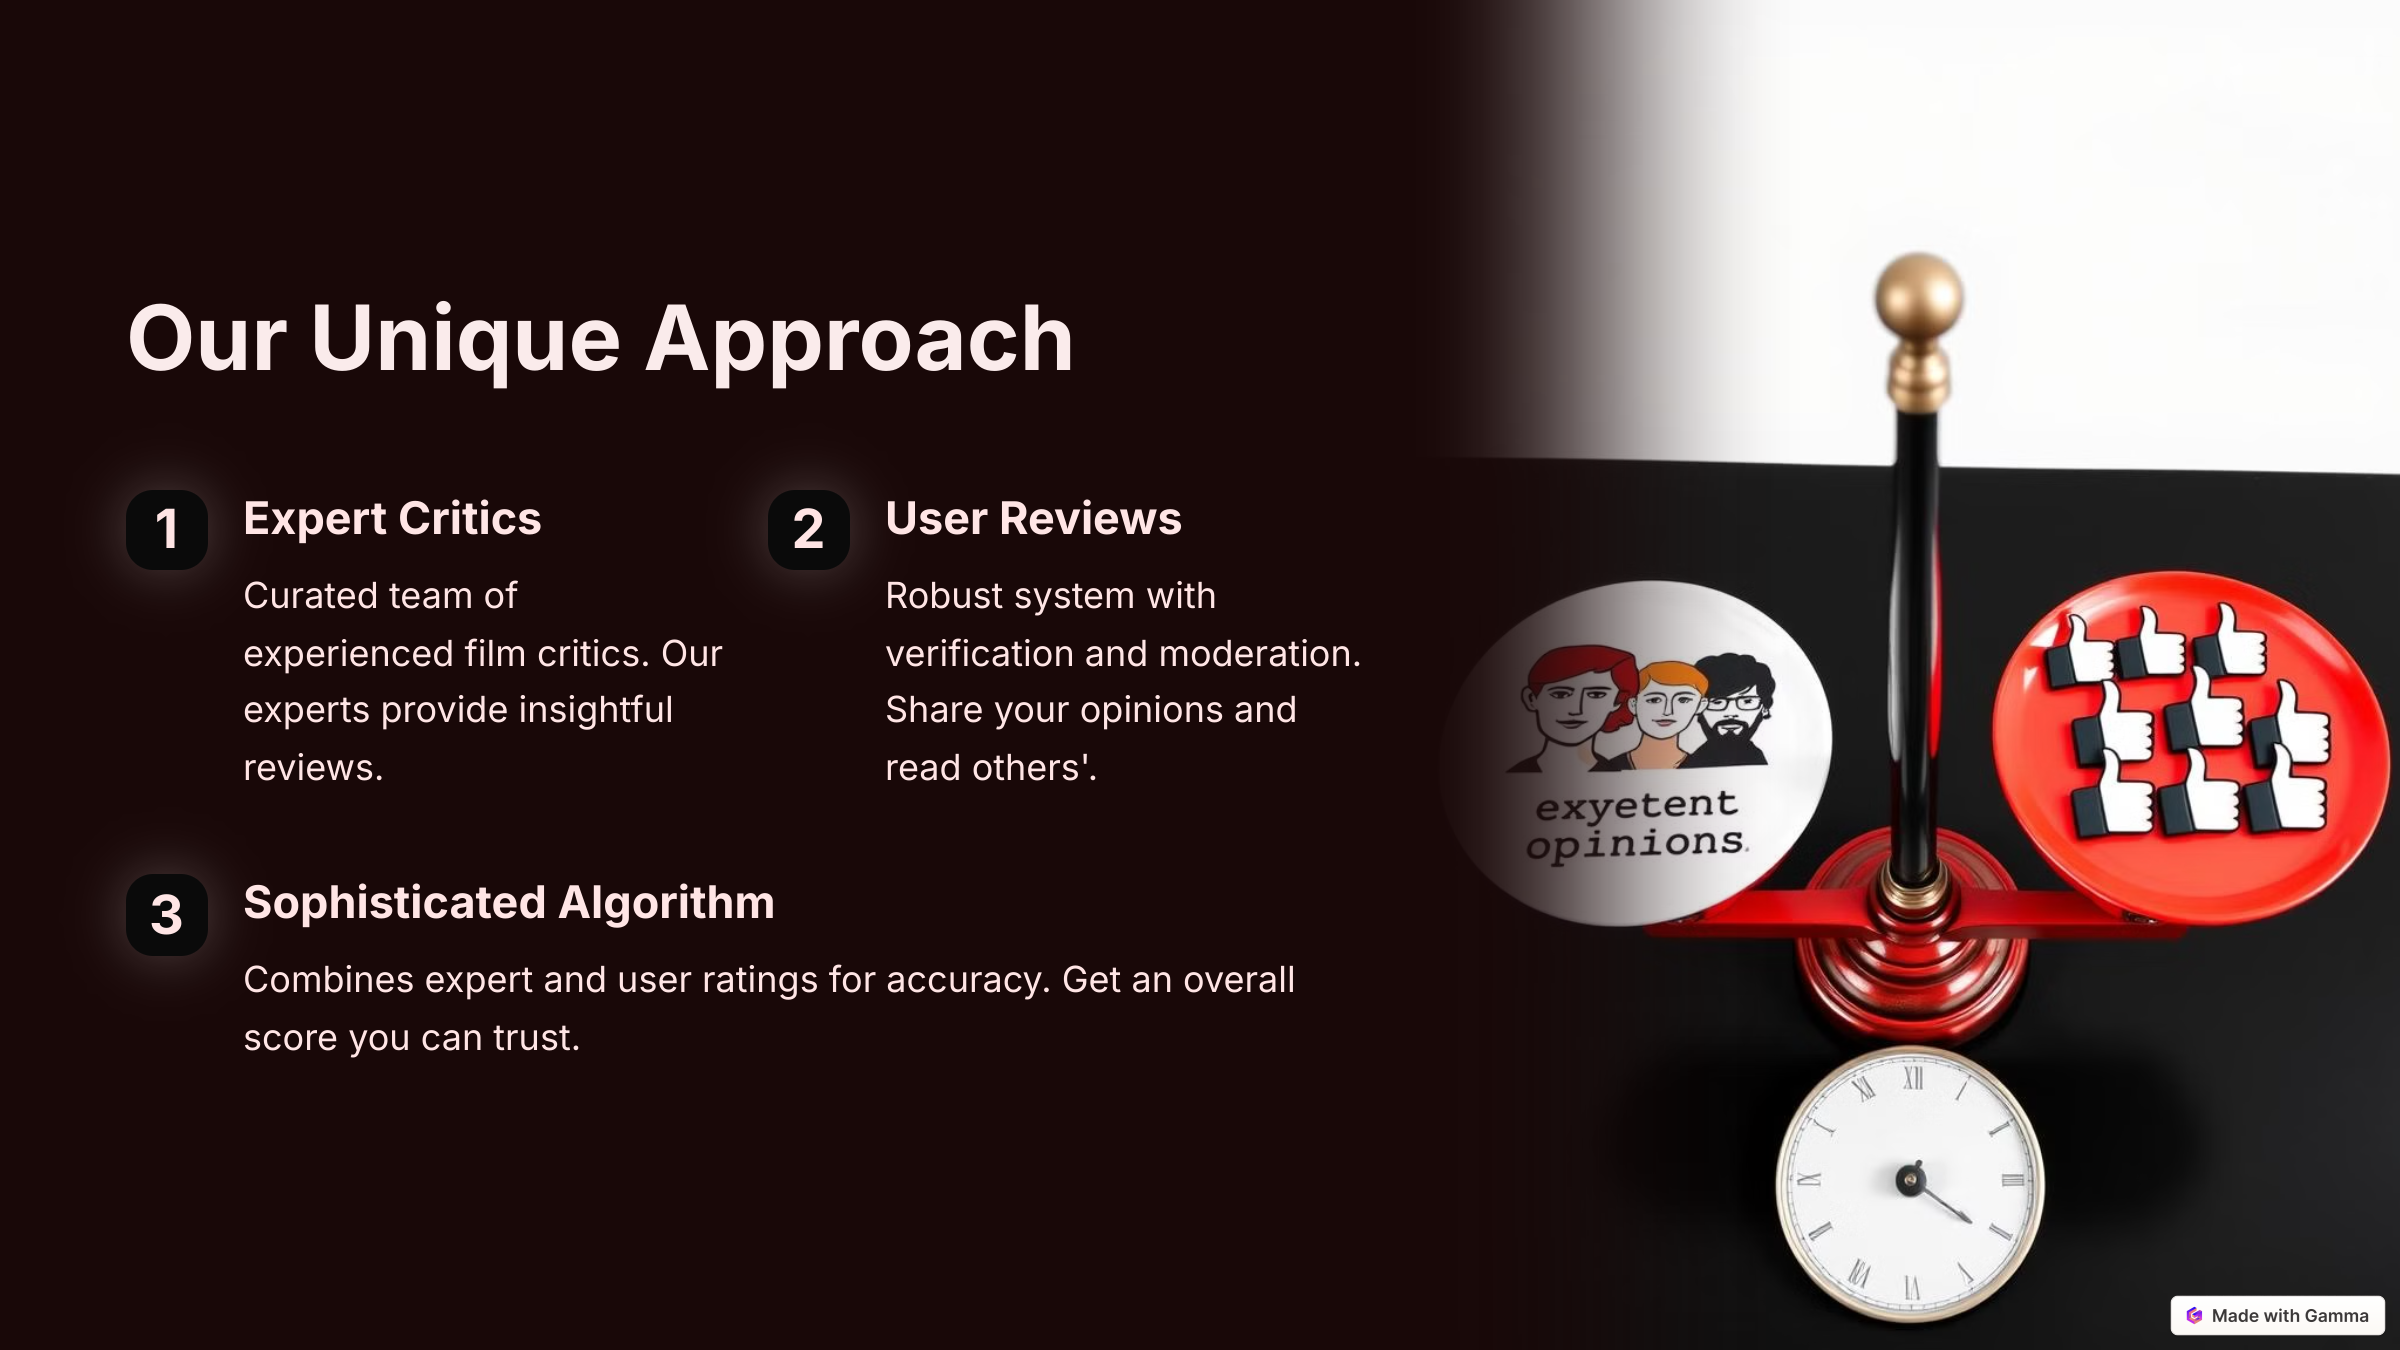 Our Unique Approach
1
Expert Critics
Curated team of
experienced film critics. Our
experts provide insightful
reviews.
2
User Reviews
Robust system with
verification and moderation.
Share your opinions and
read others'.
3
Sophisticated Algorithm
Combines expert and user ratings for accuracy. Get an overall
score you can trust.
exyetent
opinions.
Made with Gamma